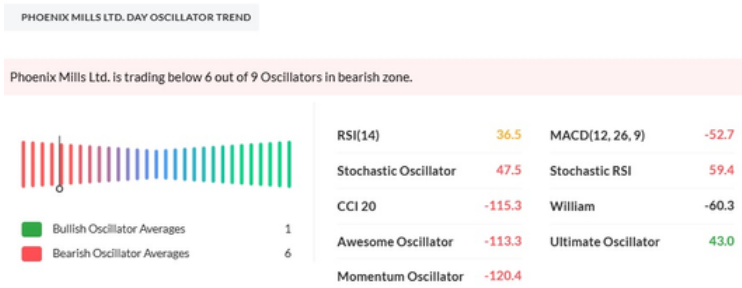 PHOENIX MILLS LTD. DAY OSCILLATOR TREND
Phoenix Mills Ltd. is trading below 6 out of 9 Oscillators in bearish zone.
RSI(14) 36.5 MACD(12, 26, 9) -52.7
Stochastic Oscillator 47.5 Stochastic RSI 59.4
CCI 20 -115.3 William -60.3
Bullish Oscillator Averages 1
Awesome Oscillator -113.3 Ultimate Oscillator 43.0
Bearish Oscillator Averages 6
Momentum Oscillator -120.4